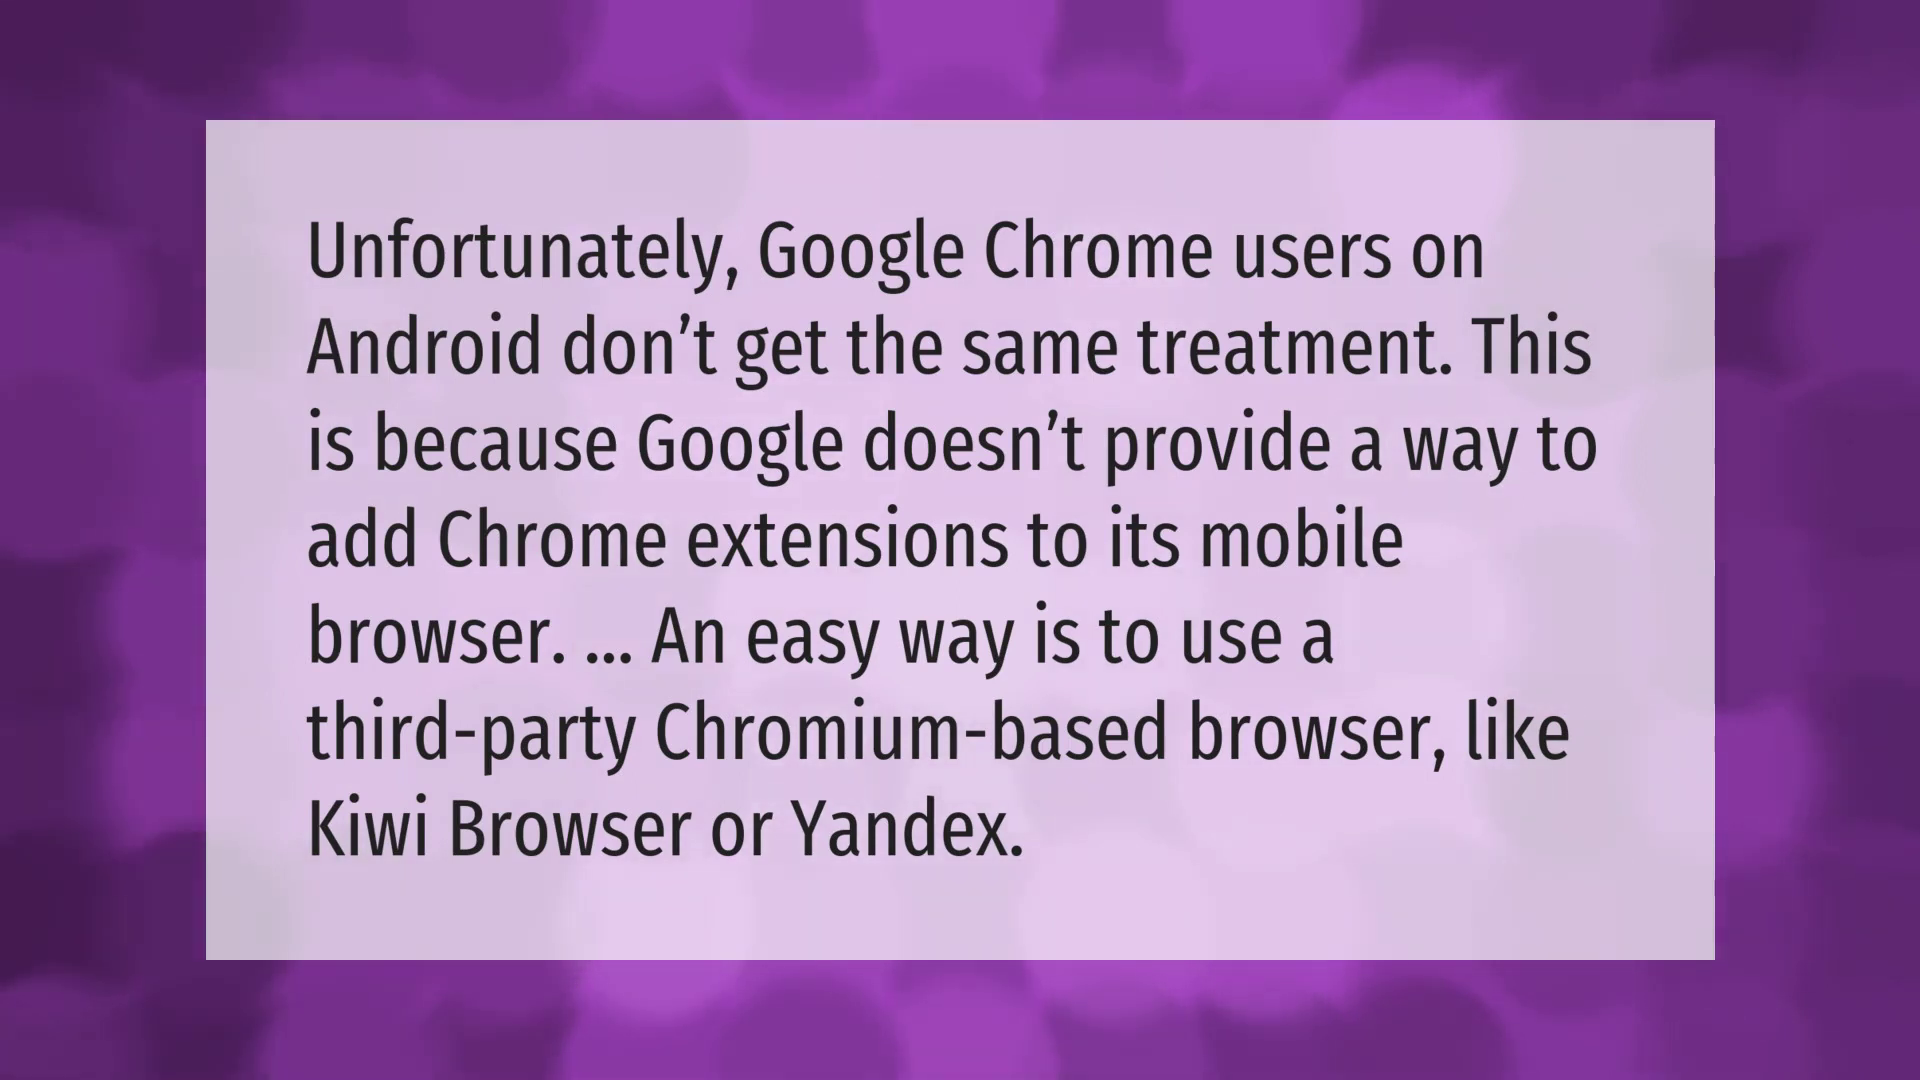 Unfortunately, Google Chrome users on
Android don’t get the same treatment. This
is because Google doesn’t provide a way to
add Chrome extensions to its mobile
browser. ... An easy way is to use a
third-party Chromium-based browser, like
Kiwi Browser or Yandex.